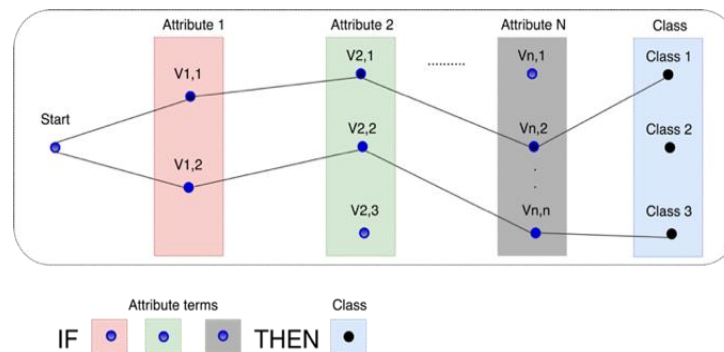 Attribute 1 Attribute 2 Attribute N Class
V1,1 V2,1 .......... Vn,1 Class 1
Start V2,2 Vn,2 Class 2
V1,2
V2,3 Vn,n Class 3
Attribute terms Class
IF THEN